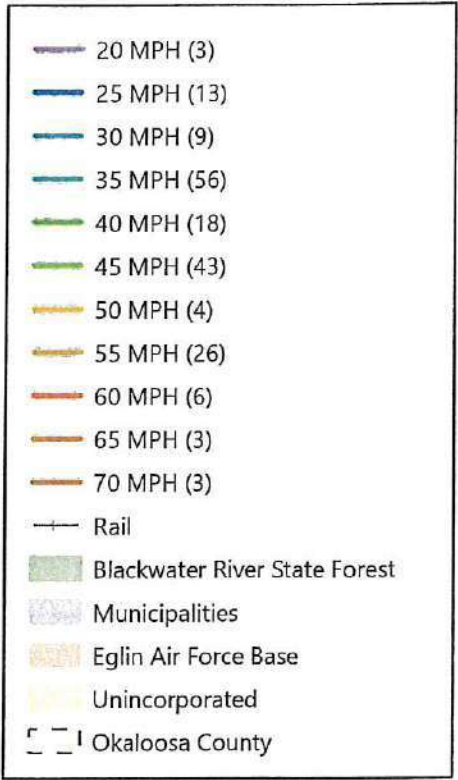 20 MPH (3)
25 MPH (13)
30 MPH (9)
35 MPH (56)
40 MPH (18)
45 MPH (43)
50 MPH (4)
55 MPH (26)
60 MPH (6)
65 MPH (3)
70 MPH (3)
Rail
Blackwater River State Forest
Municipalities
Eglin Air Force Base
Unincorporated
Okaloosa County